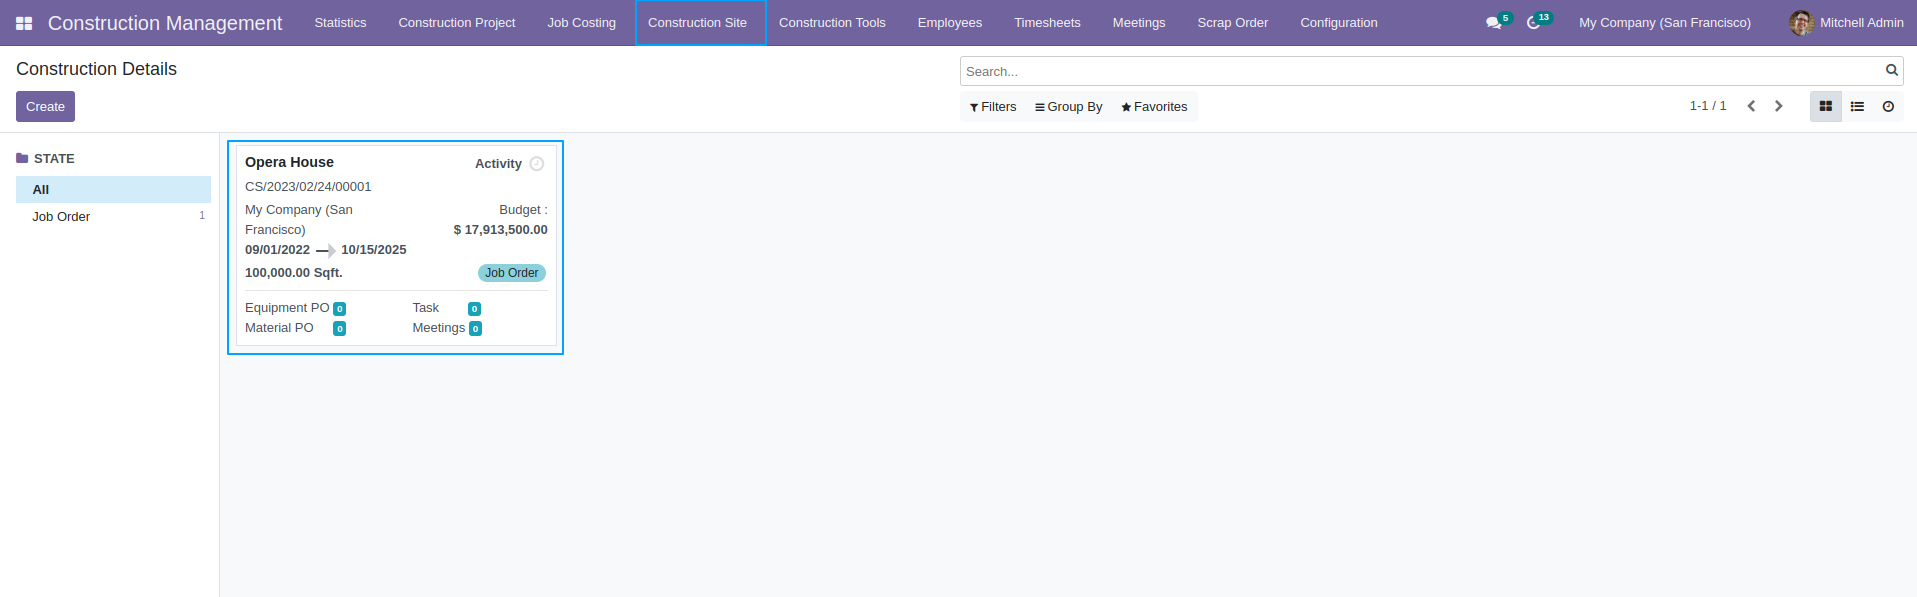 Construction Management Statistics Construction Project Job Costing Construction Site Construction Tools Employees Timesheets Meetings Scrap Order Configuration 5 13 My Company (San Francisco) Mitchell Admin
Construction Details
Search...
Create
Filters Group By Favorites
1-1 / 1
STATE
All
Job Order 1
Opera House Activity
CS/2023/02/24/00001
My Company (San Budget :
Francisco) $ 17,913,500.00
09/01/2022 10/15/2025
100,000.00 Sqft. Job Order
Equipment PO 0 Task 0
Material PO 0 Meetings 0